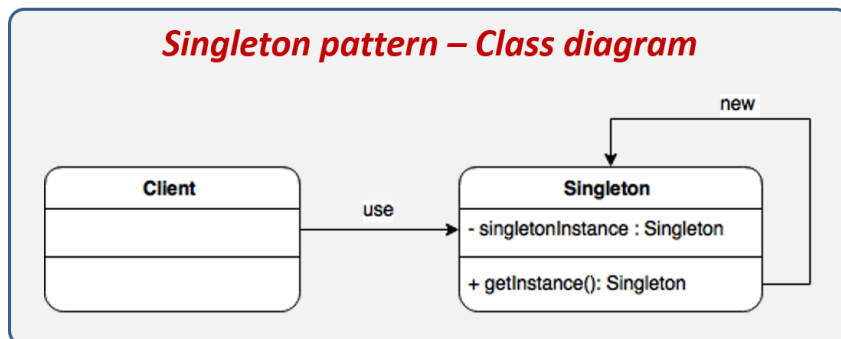 Singleton pattern – Class diagram
new
Client
Singleton
use
- singletonInstance : Singleton
+ getInstance(): Singleton